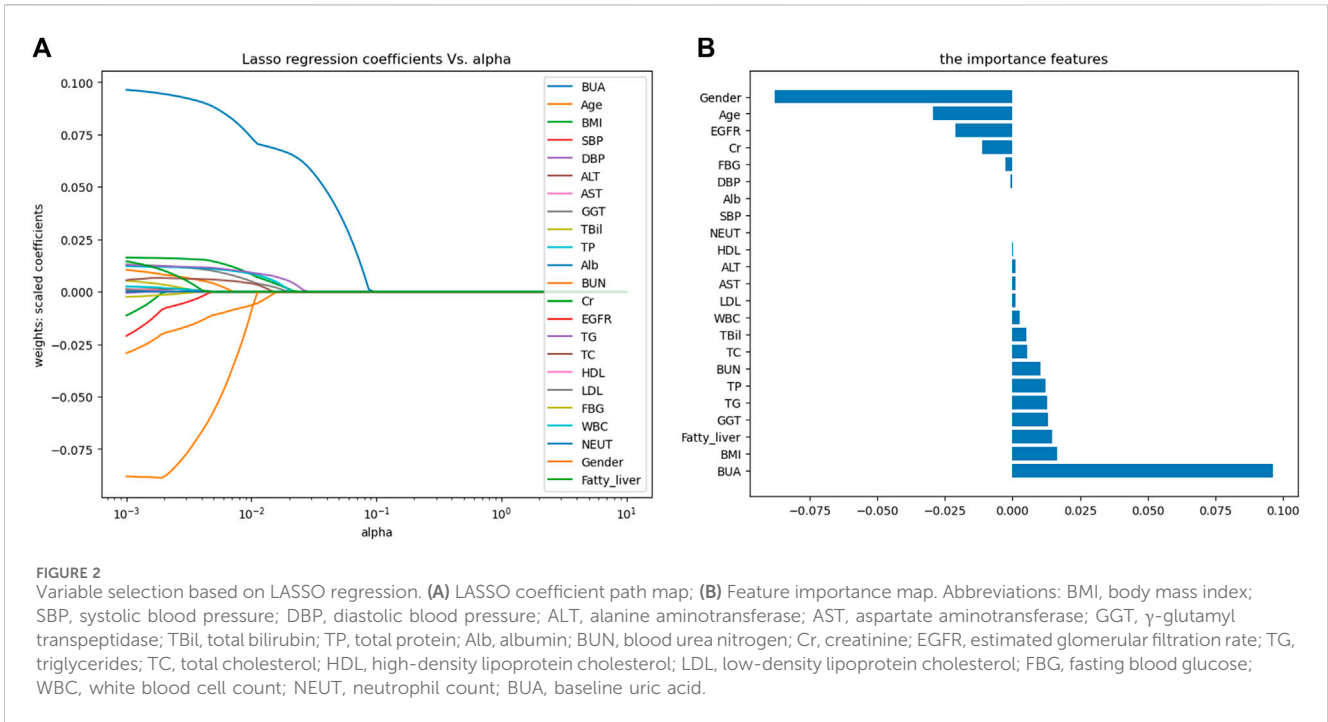 A
Lasso regression coefficients Vs. alpha
weights: scaled coefficients
0.100
0.075
0.050
0.025
0.000
−0.025
−0.050
−0.075
10⁻³
10⁻²
10⁻¹
10⁰
10¹
alpha
BUA
Age
BMI
SBP
DBP
ALT
AST
GGT
TBil
TP
Alb
BUN
Cr
EGFR
TG
TC
HDL
LDL
FBG
WBC
NEUT
Gender
Fatty_liver
B
the importance features
Gender
Age
EGFR
Cr
FBG
DBP
Alb
SBP
NEUT
HDL
ALT
AST
LDL
WBC
TBil
TC
BUN
TP
TG
GGT
Fatty_liver
BMI
BUA
−0.075
−0.050
−0.025
0.000
0.025
0.050
0.075
0.100
FIGURE 2
Variable selection based on LASSO regression. (A) LASSO coefficient path map; (B) Feature importance map. Abbreviations: BMI, body mass index;
SBP, systolic blood pressure; DBP, diastolic blood pressure; ALT, alanine aminotransferase; AST, aspartate aminotransferase; GGT, γ-glutamyl
transpeptidase; TBil, total bilirubin; TP, total protein; Alb, albumin; BUN, blood urea nitrogen; Cr, creatinine; EGFR, estimated glomerular filtration rate; TG,
triglycerides; TC, total cholesterol; HDL, high-density lipoprotein cholesterol; LDL, low-density lipoprotein cholesterol; FBG, fasting blood glucose;
WBC, white blood cell count; NEUT, neutrophil count; BUA, baseline uric acid.